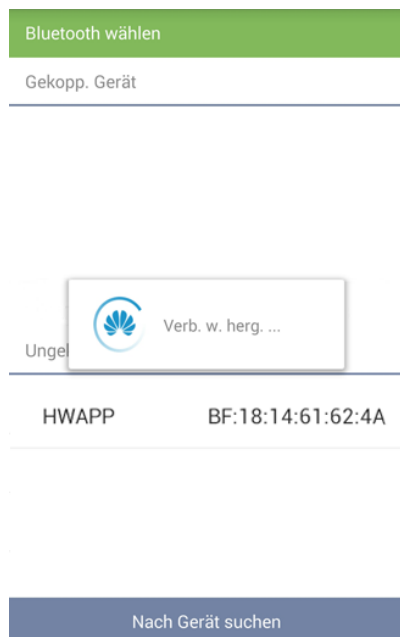 Bluetooth wählen
Gekopp. Gerät
Verb. w. herg. ...
Ungel
HWAPP BF:18:14:61:62:4A
Nach Gerät suchen